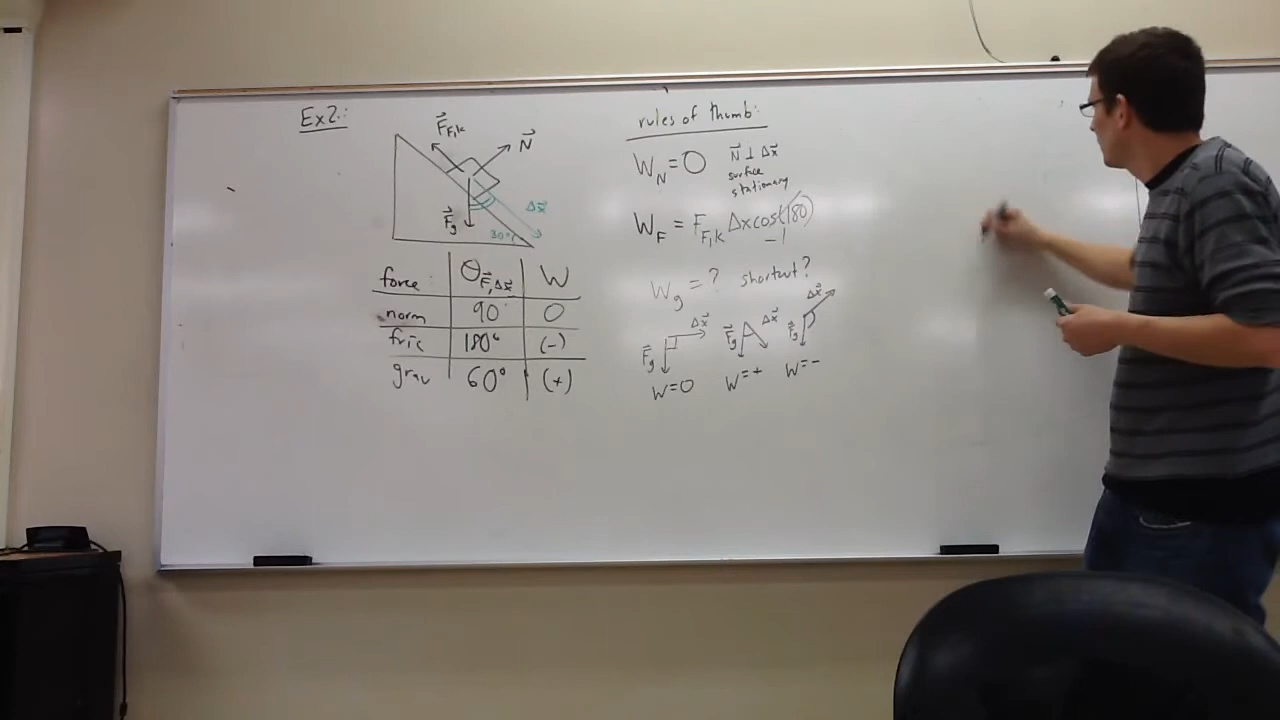 Ex2:
F⃗F,k
N⃗
Δx⃗
F⃗g
30°
force: θF⃗,Δx⃗ W
norm 90° 0
fric 180° (-)
grav 60° (+)
rules of thumb:
WN = 0 N⃗ ⊥ Δx⃗
surface
stationary
WF = FF,k Δx cos(180)
-1
Wg = ? shortcut?
F⃗g Δx⃗ F⃗g Δx⃗ F⃗g Δx⃗
W=0 W=+ W=-